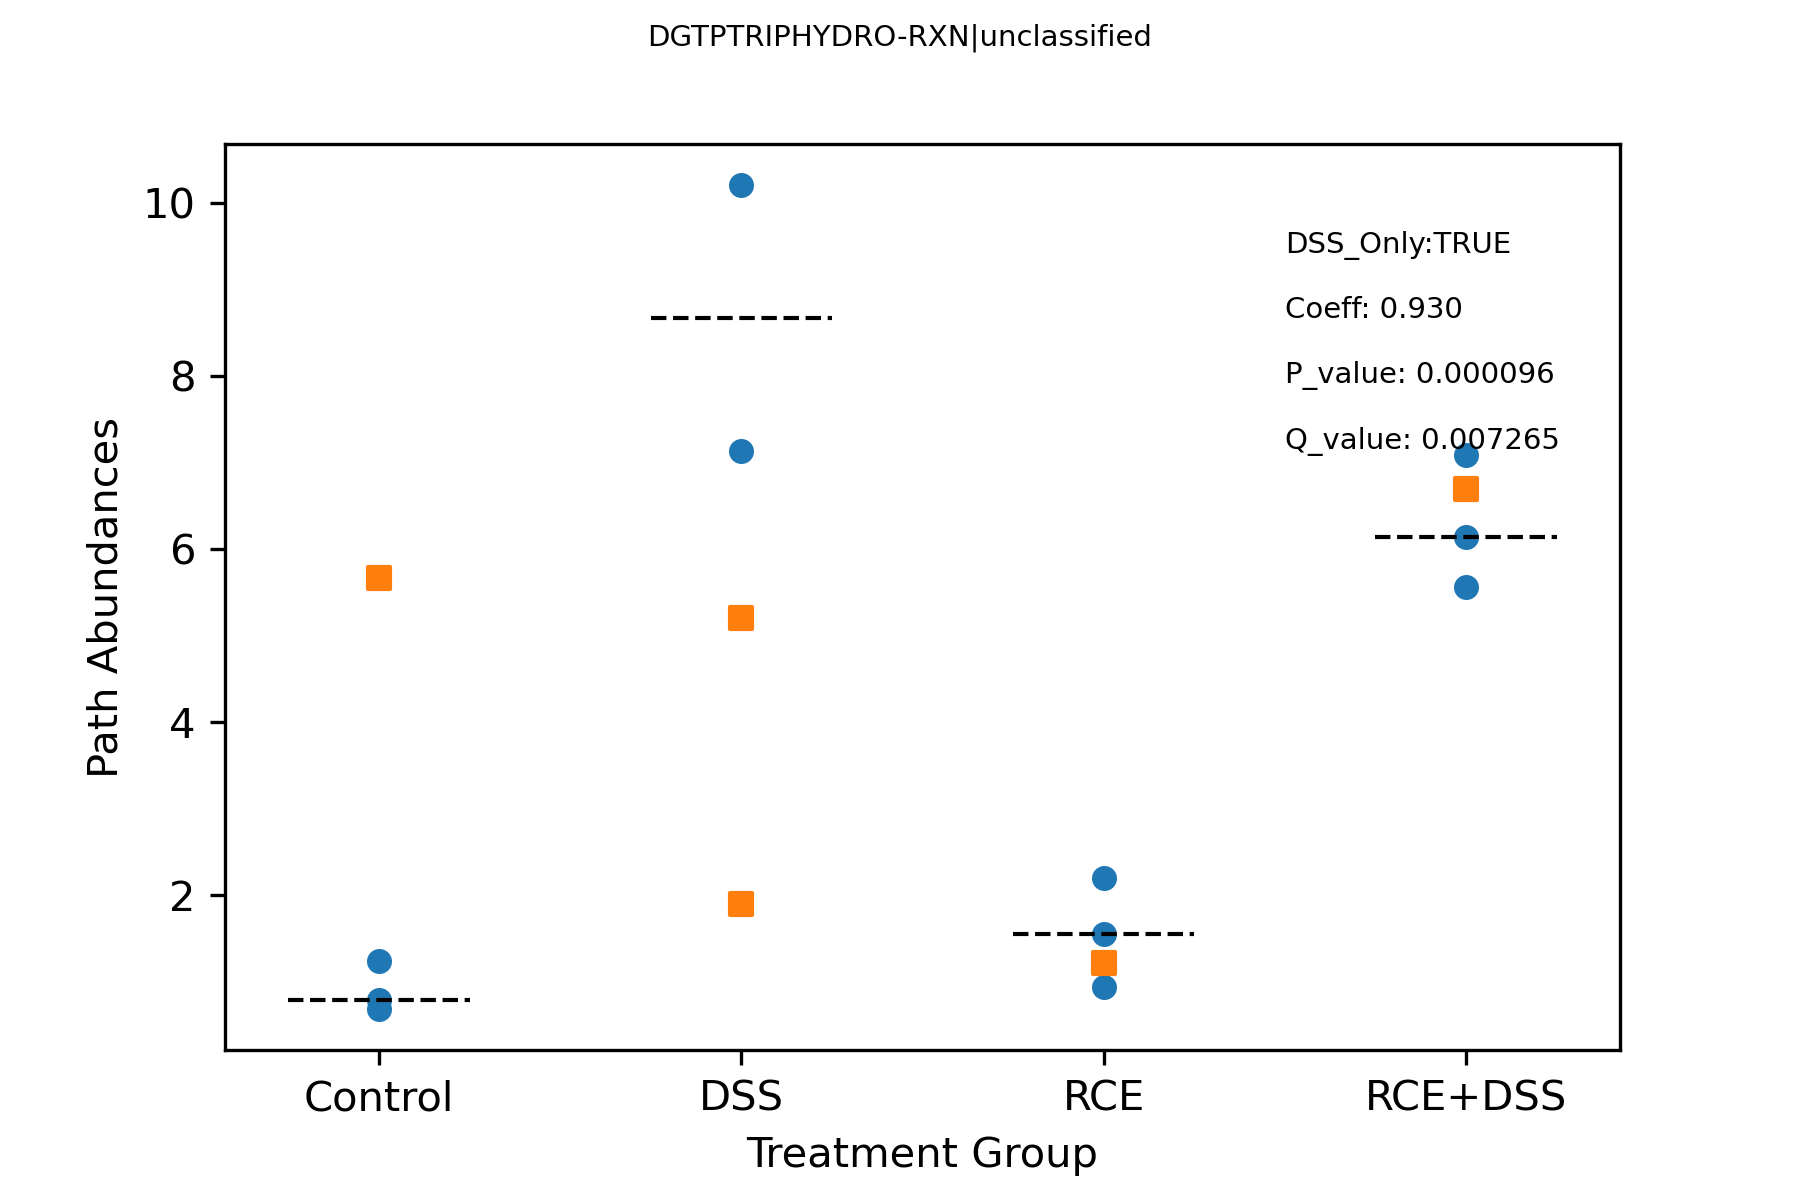 DGTPTRIPHYDRO-RXN|unclassified
10
8
6
4
2
Path Abundances
DSS_Only:TRUE
Coeff: 0.930
P_value: 0.000096
Q_value: 0.007265
Control
DSS
RCE
RCE+DSS
Treatment Group